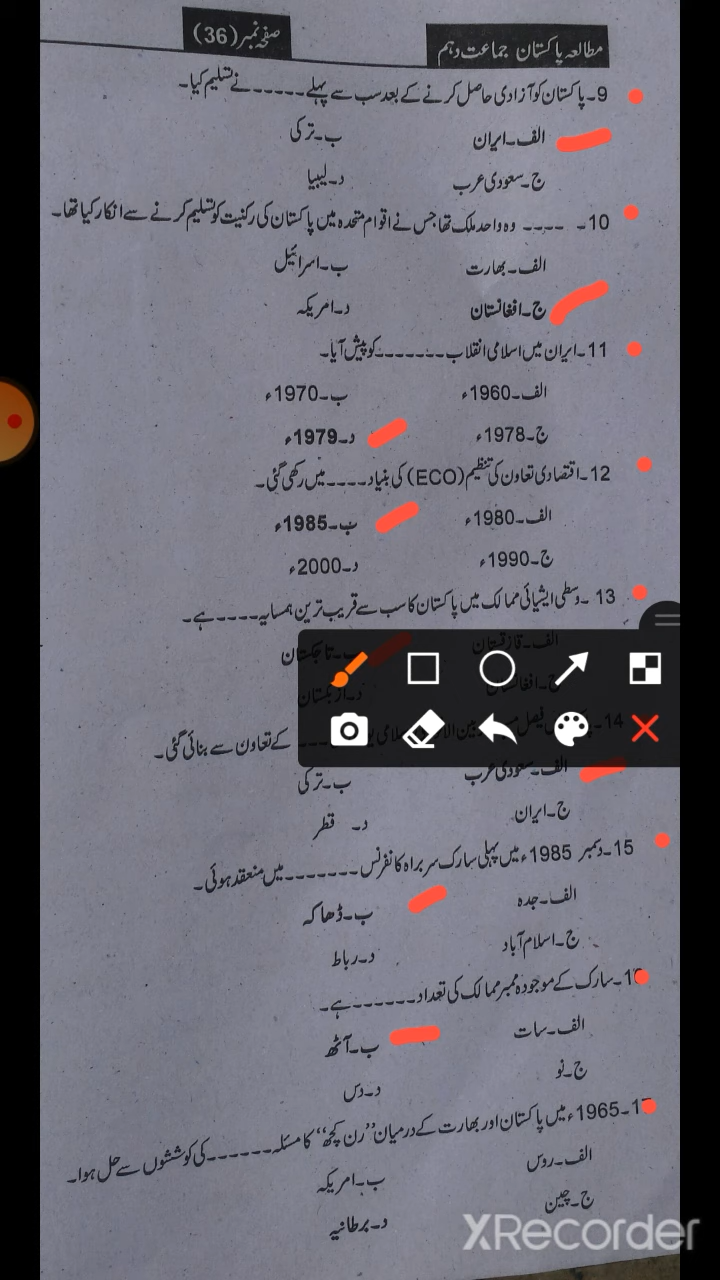 مطالعہ پاکستان جماعت دہم
صفحہ نمبر (36)
9۔ پاکستان کو آزادی حاصل کرنے کے بعد سب سے پہلے ۔۔۔۔۔۔ نے تسلیم کیا۔
الف۔ ایران ب۔ ترکی
ج۔ سعودی عرب د۔ لیبیا
10۔ ۔۔۔۔ وہ واحد ملک تھا جس نے اقوام متحدہ میں پاکستان کی رکنیت کو تسلیم کرنے سے انکار کیا تھا۔
الف۔ بھارت ب۔ اسرائیل
ج۔ افغانستان د۔ امریکہ
11۔ ایران میں اسلامی انقلاب ۔۔۔۔۔۔۔ کو پیش آیا۔
الف۔ 1960ء ب۔ 1970ء
ج۔ 1978ء د۔ 1979ء
12۔ اقتصادی تعاون کی تنظیم (ECO) کی بنیاد ۔۔۔۔ میں رکھی گئی۔
الف۔ 1980ء ب۔ 1985ء
ج۔ 1990ء د۔ 2000ء
13۔ وسطی ایشیائی ممالک میں پاکستان کا سب سے قریب ترین ہمسایہ ۔۔۔۔ ہے۔
الف۔ قازقستان ب۔ تاجکستان
ج۔ افغانستان د۔ ازبکستان
14۔ فیصل ۔۔۔ کے تعاون سے بنائی گئی۔
الف۔ سعودی عرب ب۔ ترکی
ج۔ ایران د۔ قطر
15۔ دسمبر 1985ء میں پہلی سارک سربراہ کانفرنس ۔۔۔۔۔۔۔ میں منعقد ہوئی۔
الف۔ جدہ ب۔ ڈھاکہ
ج۔ اسلام آباد د۔ رباط
16۔ سارک کے موجودہ ممبر ممالک کی تعداد ۔۔۔۔۔۔ ہے۔
الف۔ سات ب۔ آٹھ
ج۔ نو د۔ دس
17۔ 1965ء میں پاکستان اور بھارت کے درمیان ”رن کچھ“ کا مسئلہ ۔۔۔۔۔۔ کی کوششوں سے حل ہوا۔
الف۔ روس ب۔ امریکہ
ج۔ چین د۔ برطانیہ
XRecorder